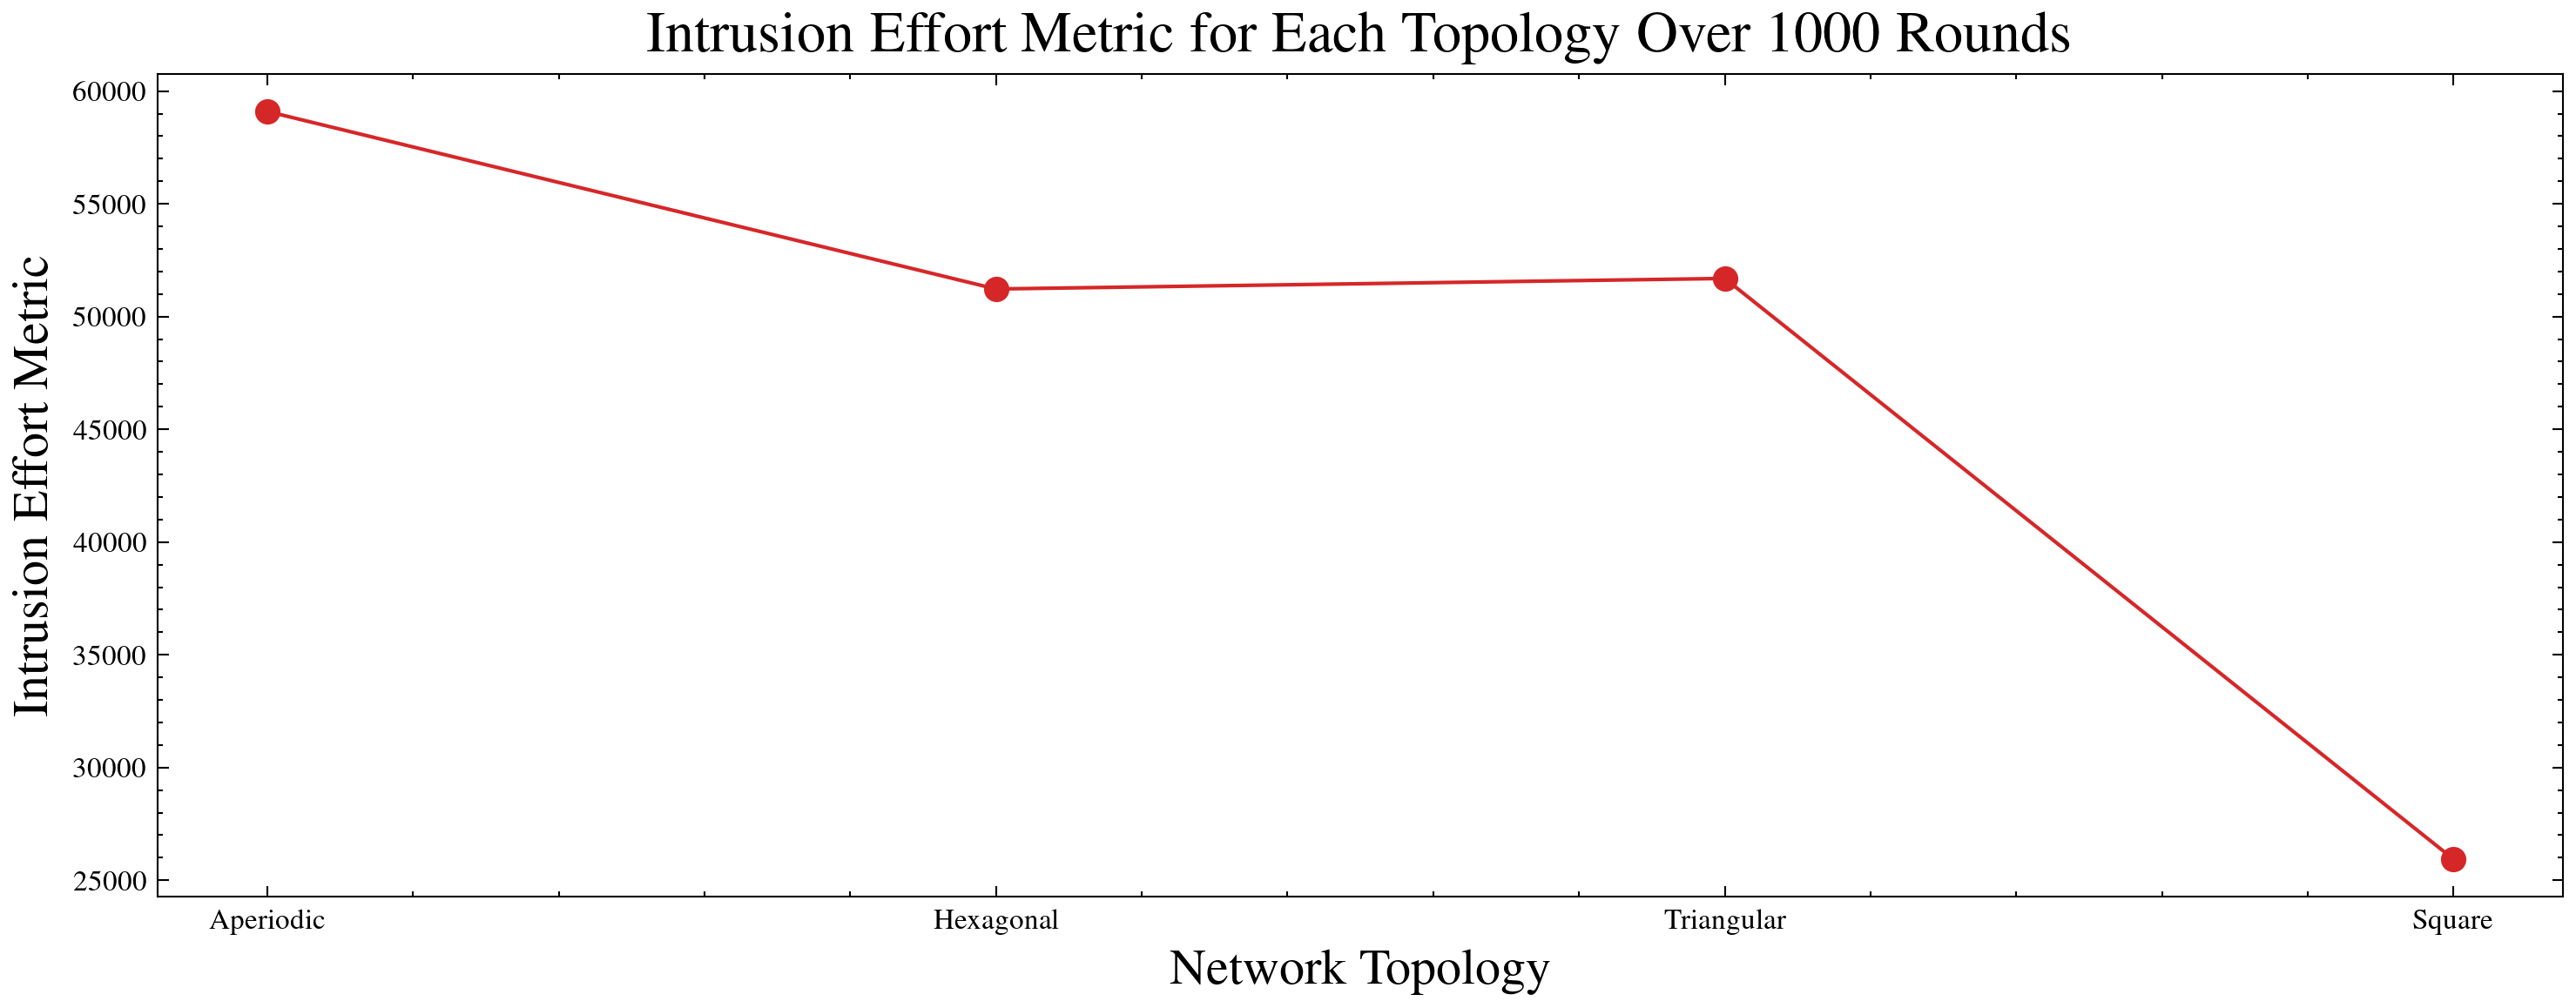 Intrusion Effort Metric for Each Topology Over 1000 Rounds
Intrusion Effort Metric
60000
55000
50000
45000
40000
35000
30000
25000
Aperiodic
Hexagonal
Triangular
Square
Network Topology